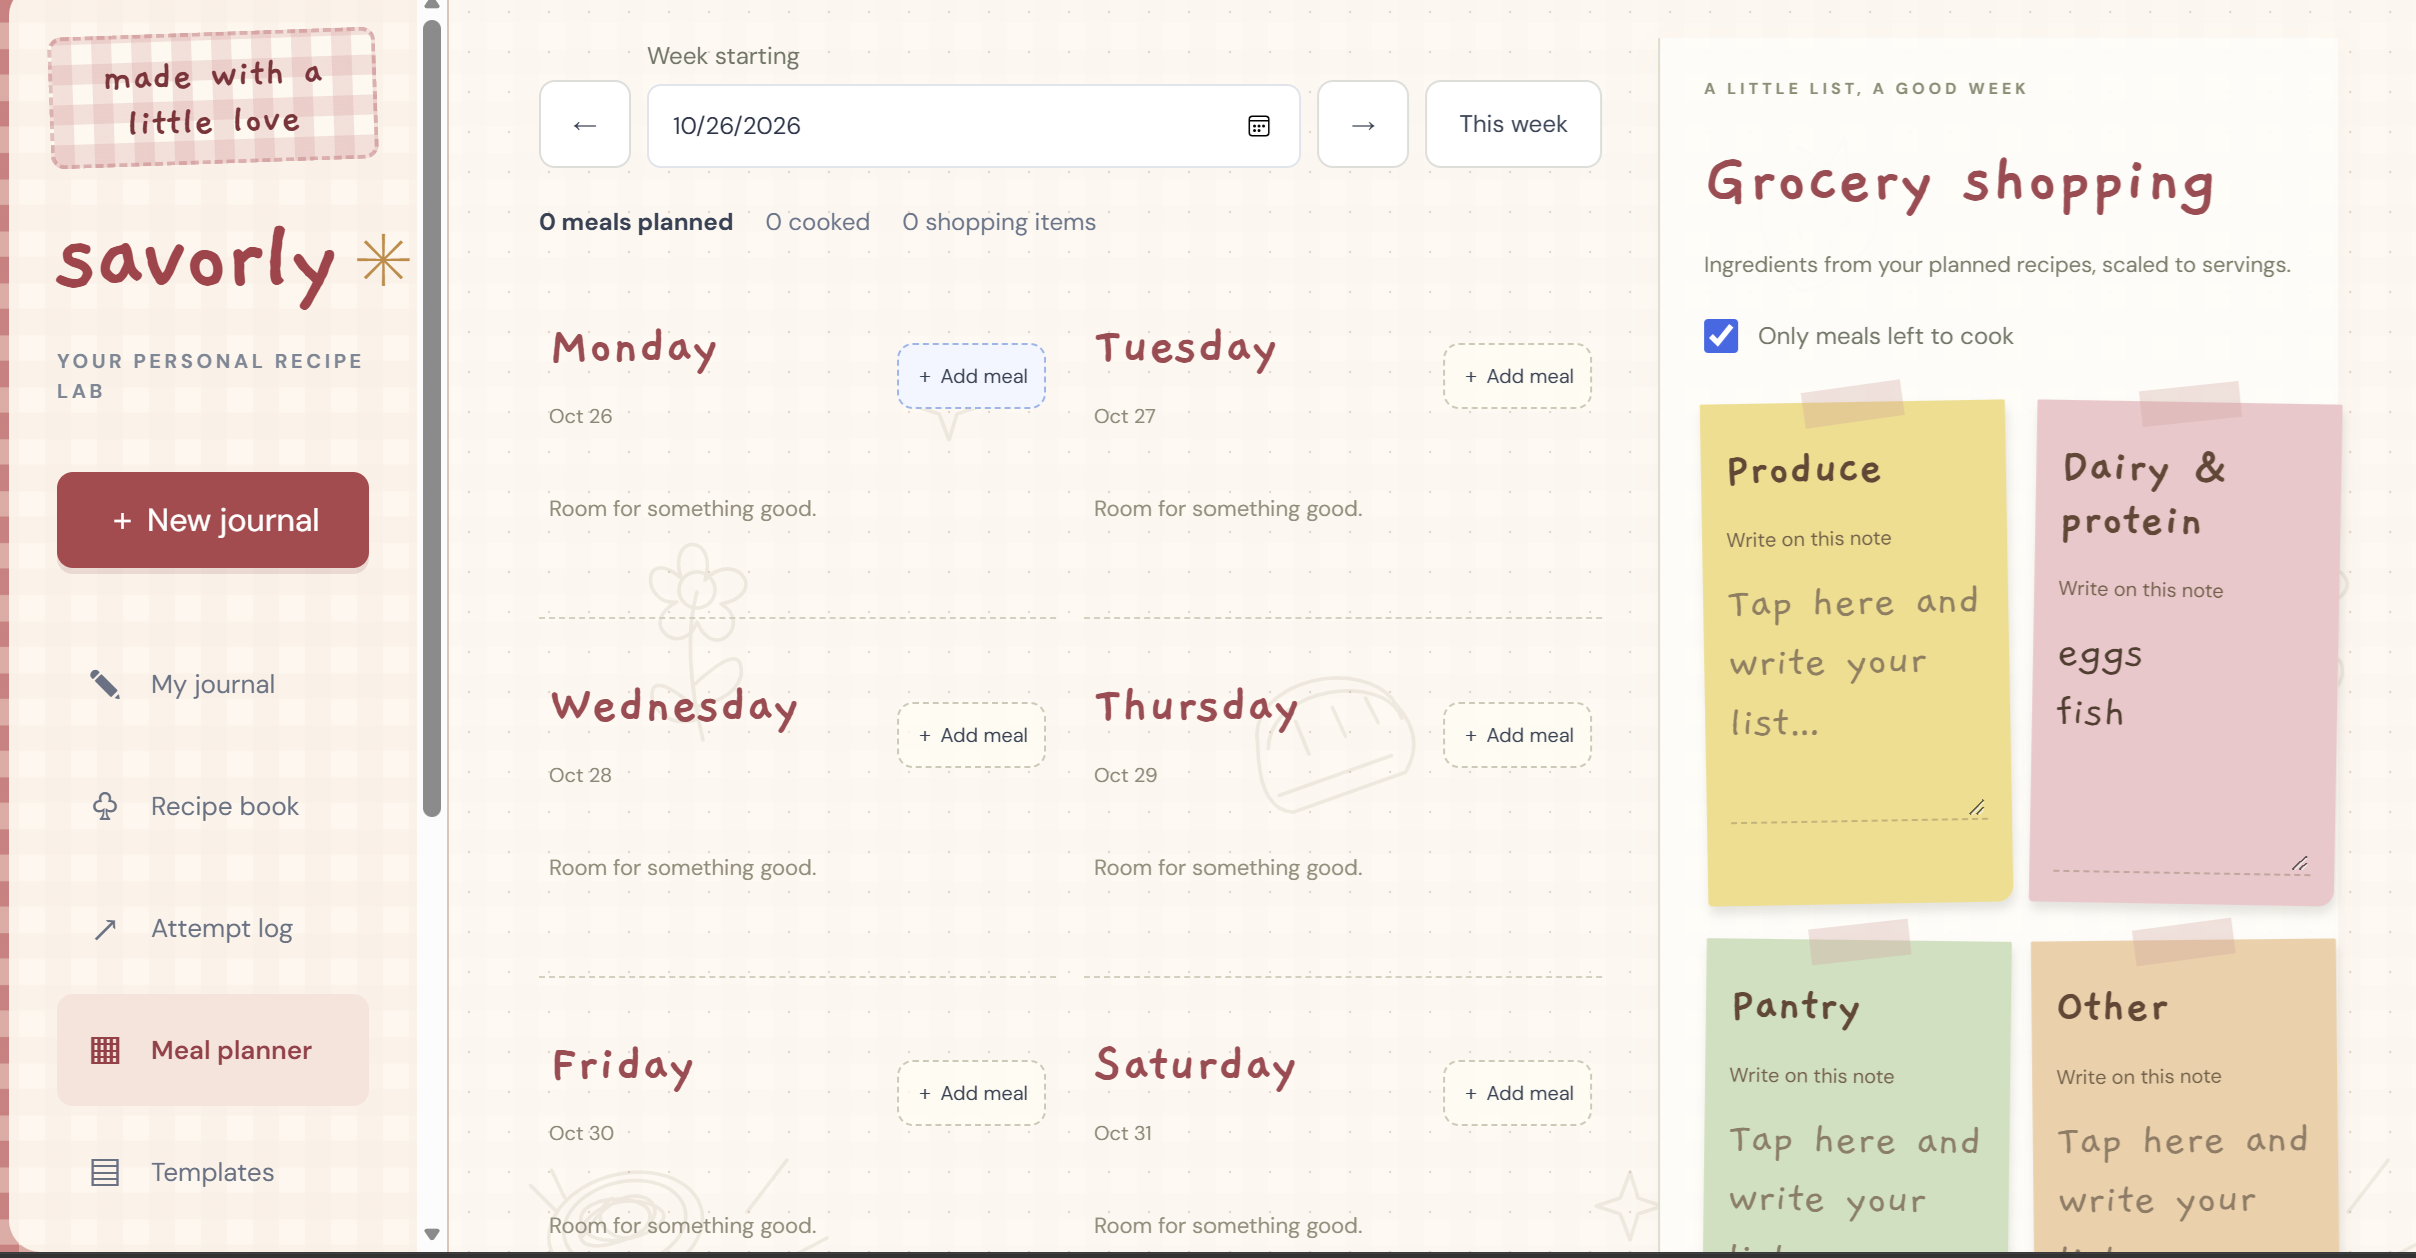 made with a
little love
savorly
YOUR PERSONAL RECIPE
LAB
+ New journal
My journal
Recipe book
Attempt log
Meal planner
Templates
Week starting
←
10/26/2026
→
This week
0 meals planned 0 cooked 0 shopping items
Monday
+ Add meal
Oct 26
Room for something good.
Tuesday
+ Add meal
Oct 27
Room for something good.
Wednesday
+ Add meal
Oct 28
Room for something good.
Thursday
+ Add meal
Oct 29
Room for something good.
Friday
+ Add meal
Oct 30
Room for something good.
Saturday
+ Add meal
Oct 31
Room for something good.
A LITTLE LIST, A GOOD WEEK
Grocery shopping
Ingredients from your planned recipes, scaled to servings.
Only meals left to cook
Produce
Write on this note
Tap here and
write your
list...
Dairy &
protein
Write on this note
eggs
fish
Pantry
Write on this note
Tap here and
write your
Other
Write on this note
Tap here and
write your